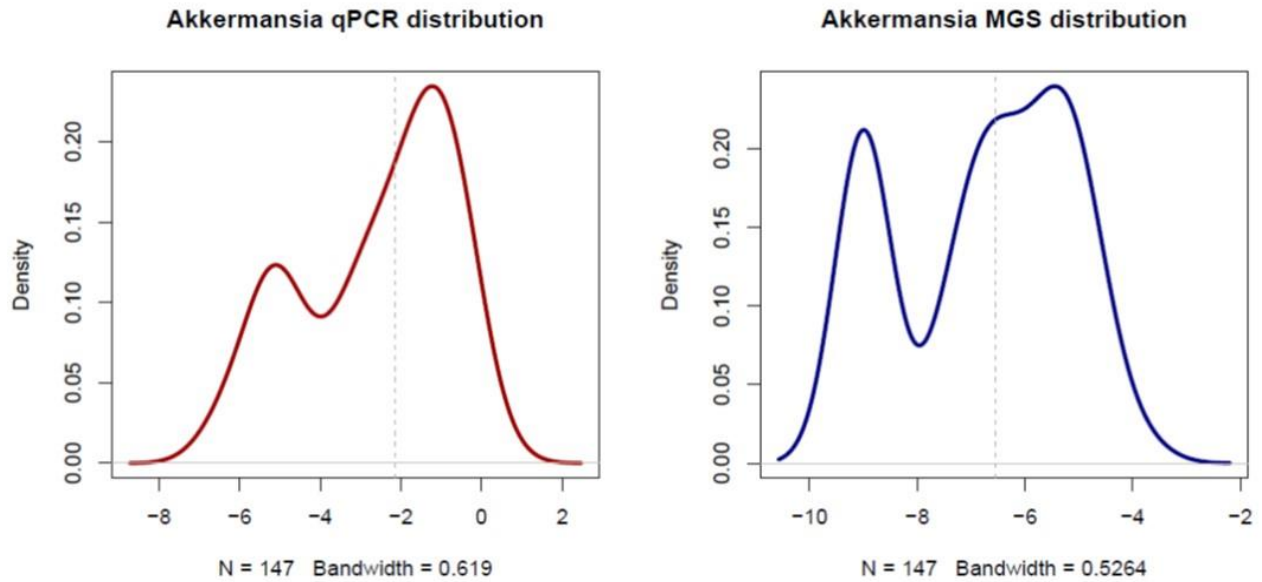 Akkermansia qPCR distribution
Density
0.00 0.05 0.10 0.15 0.20
−8 −6 −4 −2 0 2
N = 147 Bandwidth = 0.619
Akkermansia MGS distribution
Density
0.00 0.05 0.10 0.15 0.20
−10 −8 −6 −4 −2
N = 147 Bandwidth = 0.5264